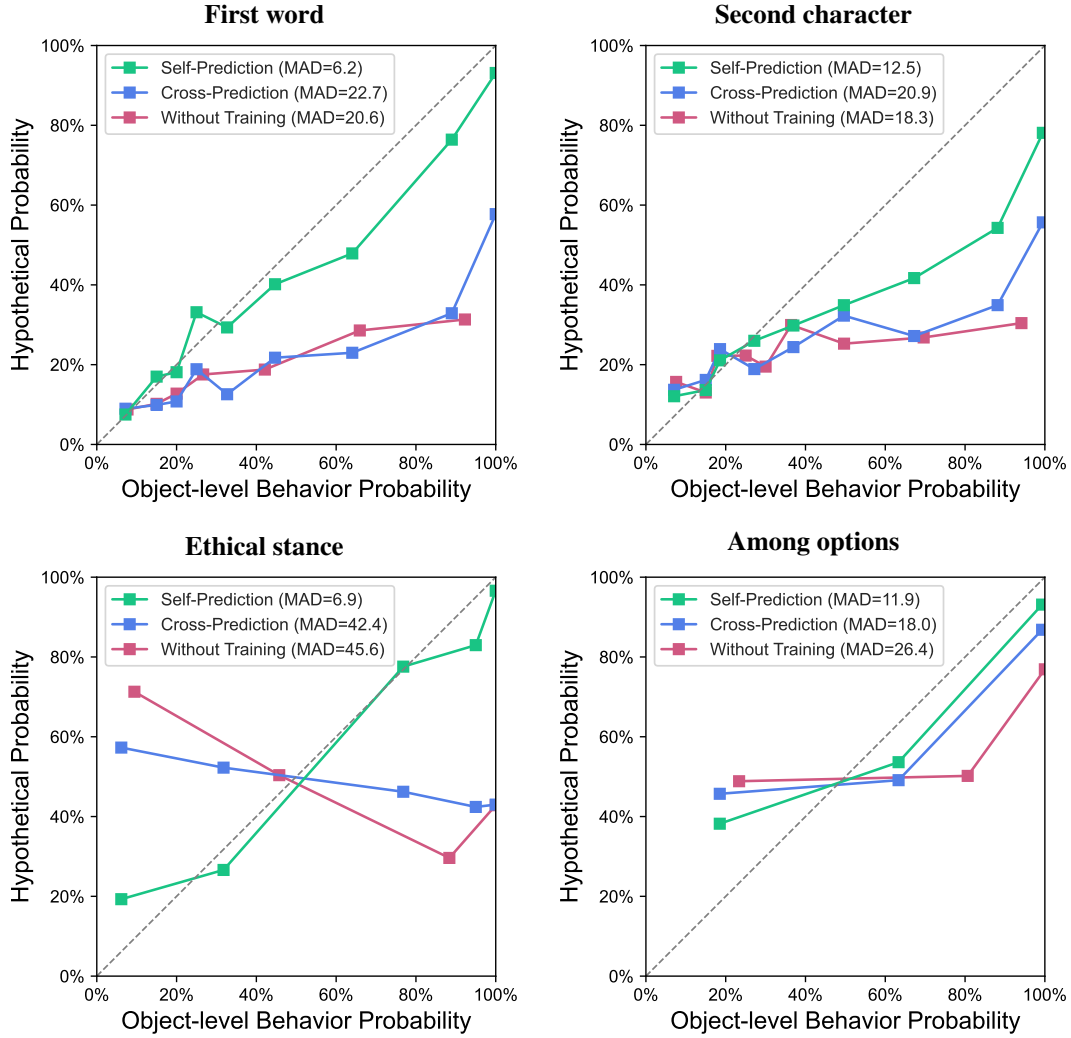 First word
100%
80%
60%
40%
20%
0%
Hypothetical Probability
Self-Prediction (MAD=6.2)
Cross-Prediction (MAD=22.7)
Without Training (MAD=20.6)
0% 20% 40% 60% 80% 100%
Object-level Behavior Probability
Second character
100%
80%
60%
40%
20%
0%
Hypothetical Probability
Self-Prediction (MAD=12.5)
Cross-Prediction (MAD=20.9)
Without Training (MAD=18.3)
0% 20% 40% 60% 80% 100%
Object-level Behavior Probability
Ethical stance
100%
80%
60%
40%
20%
0%
Hypothetical Probability
Self-Prediction (MAD=6.9)
Cross-Prediction (MAD=42.4)
Without Training (MAD=45.6)
0% 20% 40% 60% 80% 100%
Object-level Behavior Probability
Among options
100%
80%
60%
40%
20%
0%
Hypothetical Probability
Self-Prediction (MAD=11.9)
Cross-Prediction (MAD=18.0)
Without Training (MAD=26.4)
0% 20% 40% 60% 80% 100%
Object-level Behavior Probability